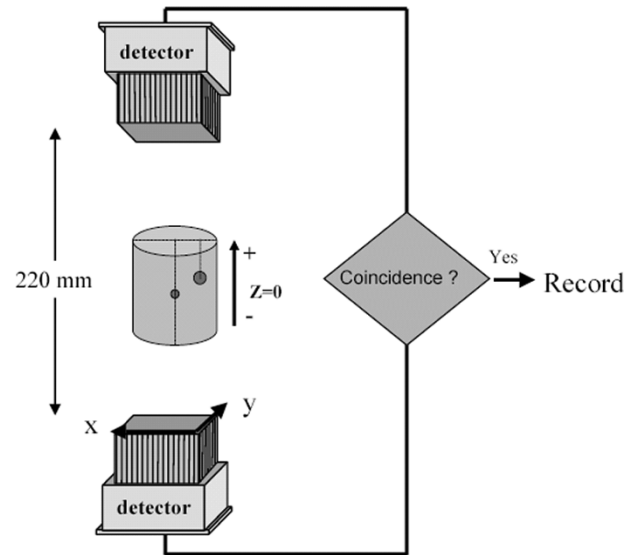 detector
+
220 mm
Z=0
-
Coincidence ?
Yes
Record
x
y
detector